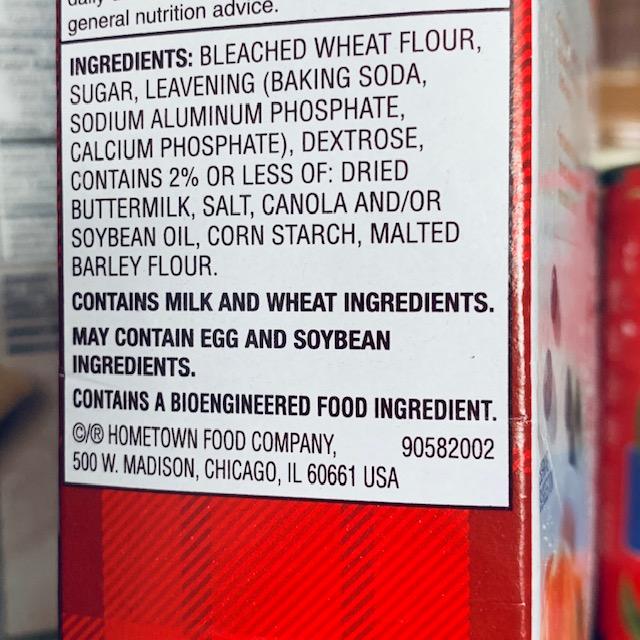 general nutrition advice.
INGREDIENTS: BLEACHED WHEAT FLOUR,
SUGAR, LEAVENING (BAKING SODA,
SODIUM ALUMINUM PHOSPHATE,
CALCIUM PHOSPHATE), DEXTROSE,
CONTAINS 2% OR LESS OF: DRIED
BUTTERMILK, SALT, CANOLA AND/OR
SOYBEAN OIL, CORN STARCH, MALTED
BARLEY FLOUR.
CONTAINS MILK AND WHEAT INGREDIENTS.
MAY CONTAIN EGG AND SOYBEAN
INGREDIENTS.
CONTAINS A BIOENGINEERED FOOD INGREDIENT.
©/® HOMETOWN FOOD COMPANY, 90582002
500 W. MADISON, CHICAGO, IL 60661 USA